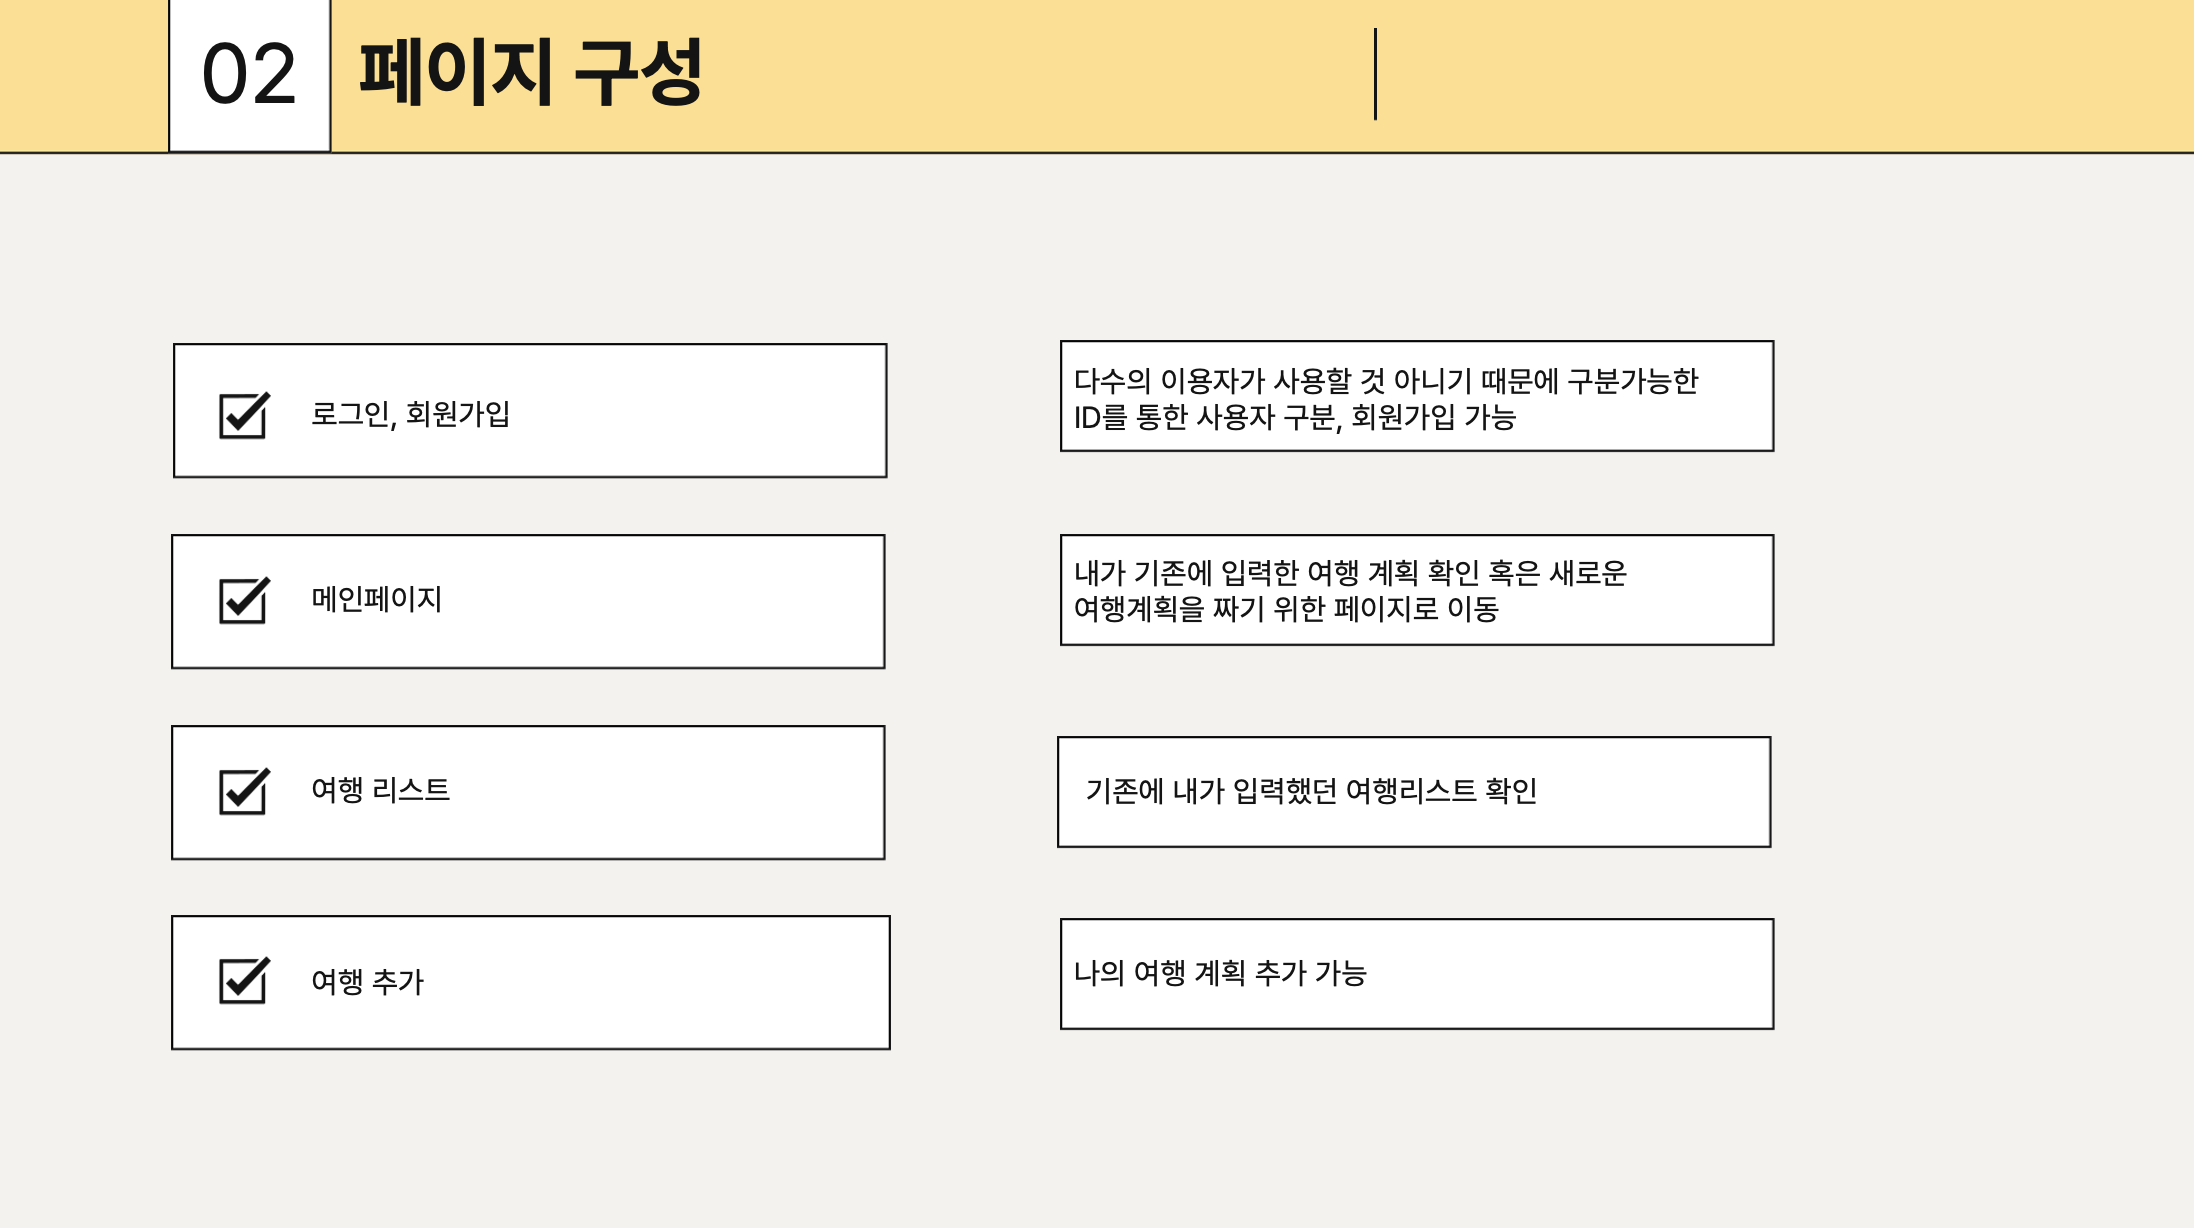 02 페이지 구성
로그인, 회원가입
다수의 이용자가 사용할 것 아니기 때문에 구분가능한
ID를 통한 사용자 구분, 회원가입 가능
메인페이지
내가 기존에 입력한 여행 계획 확인 혹은 새로운
여행계획을 짜기 위한 페이지로 이동
여행 리스트
기존에 내가 입력했던 여행리스트 확인
여행 추가
나의 여행 계획 추가 가능